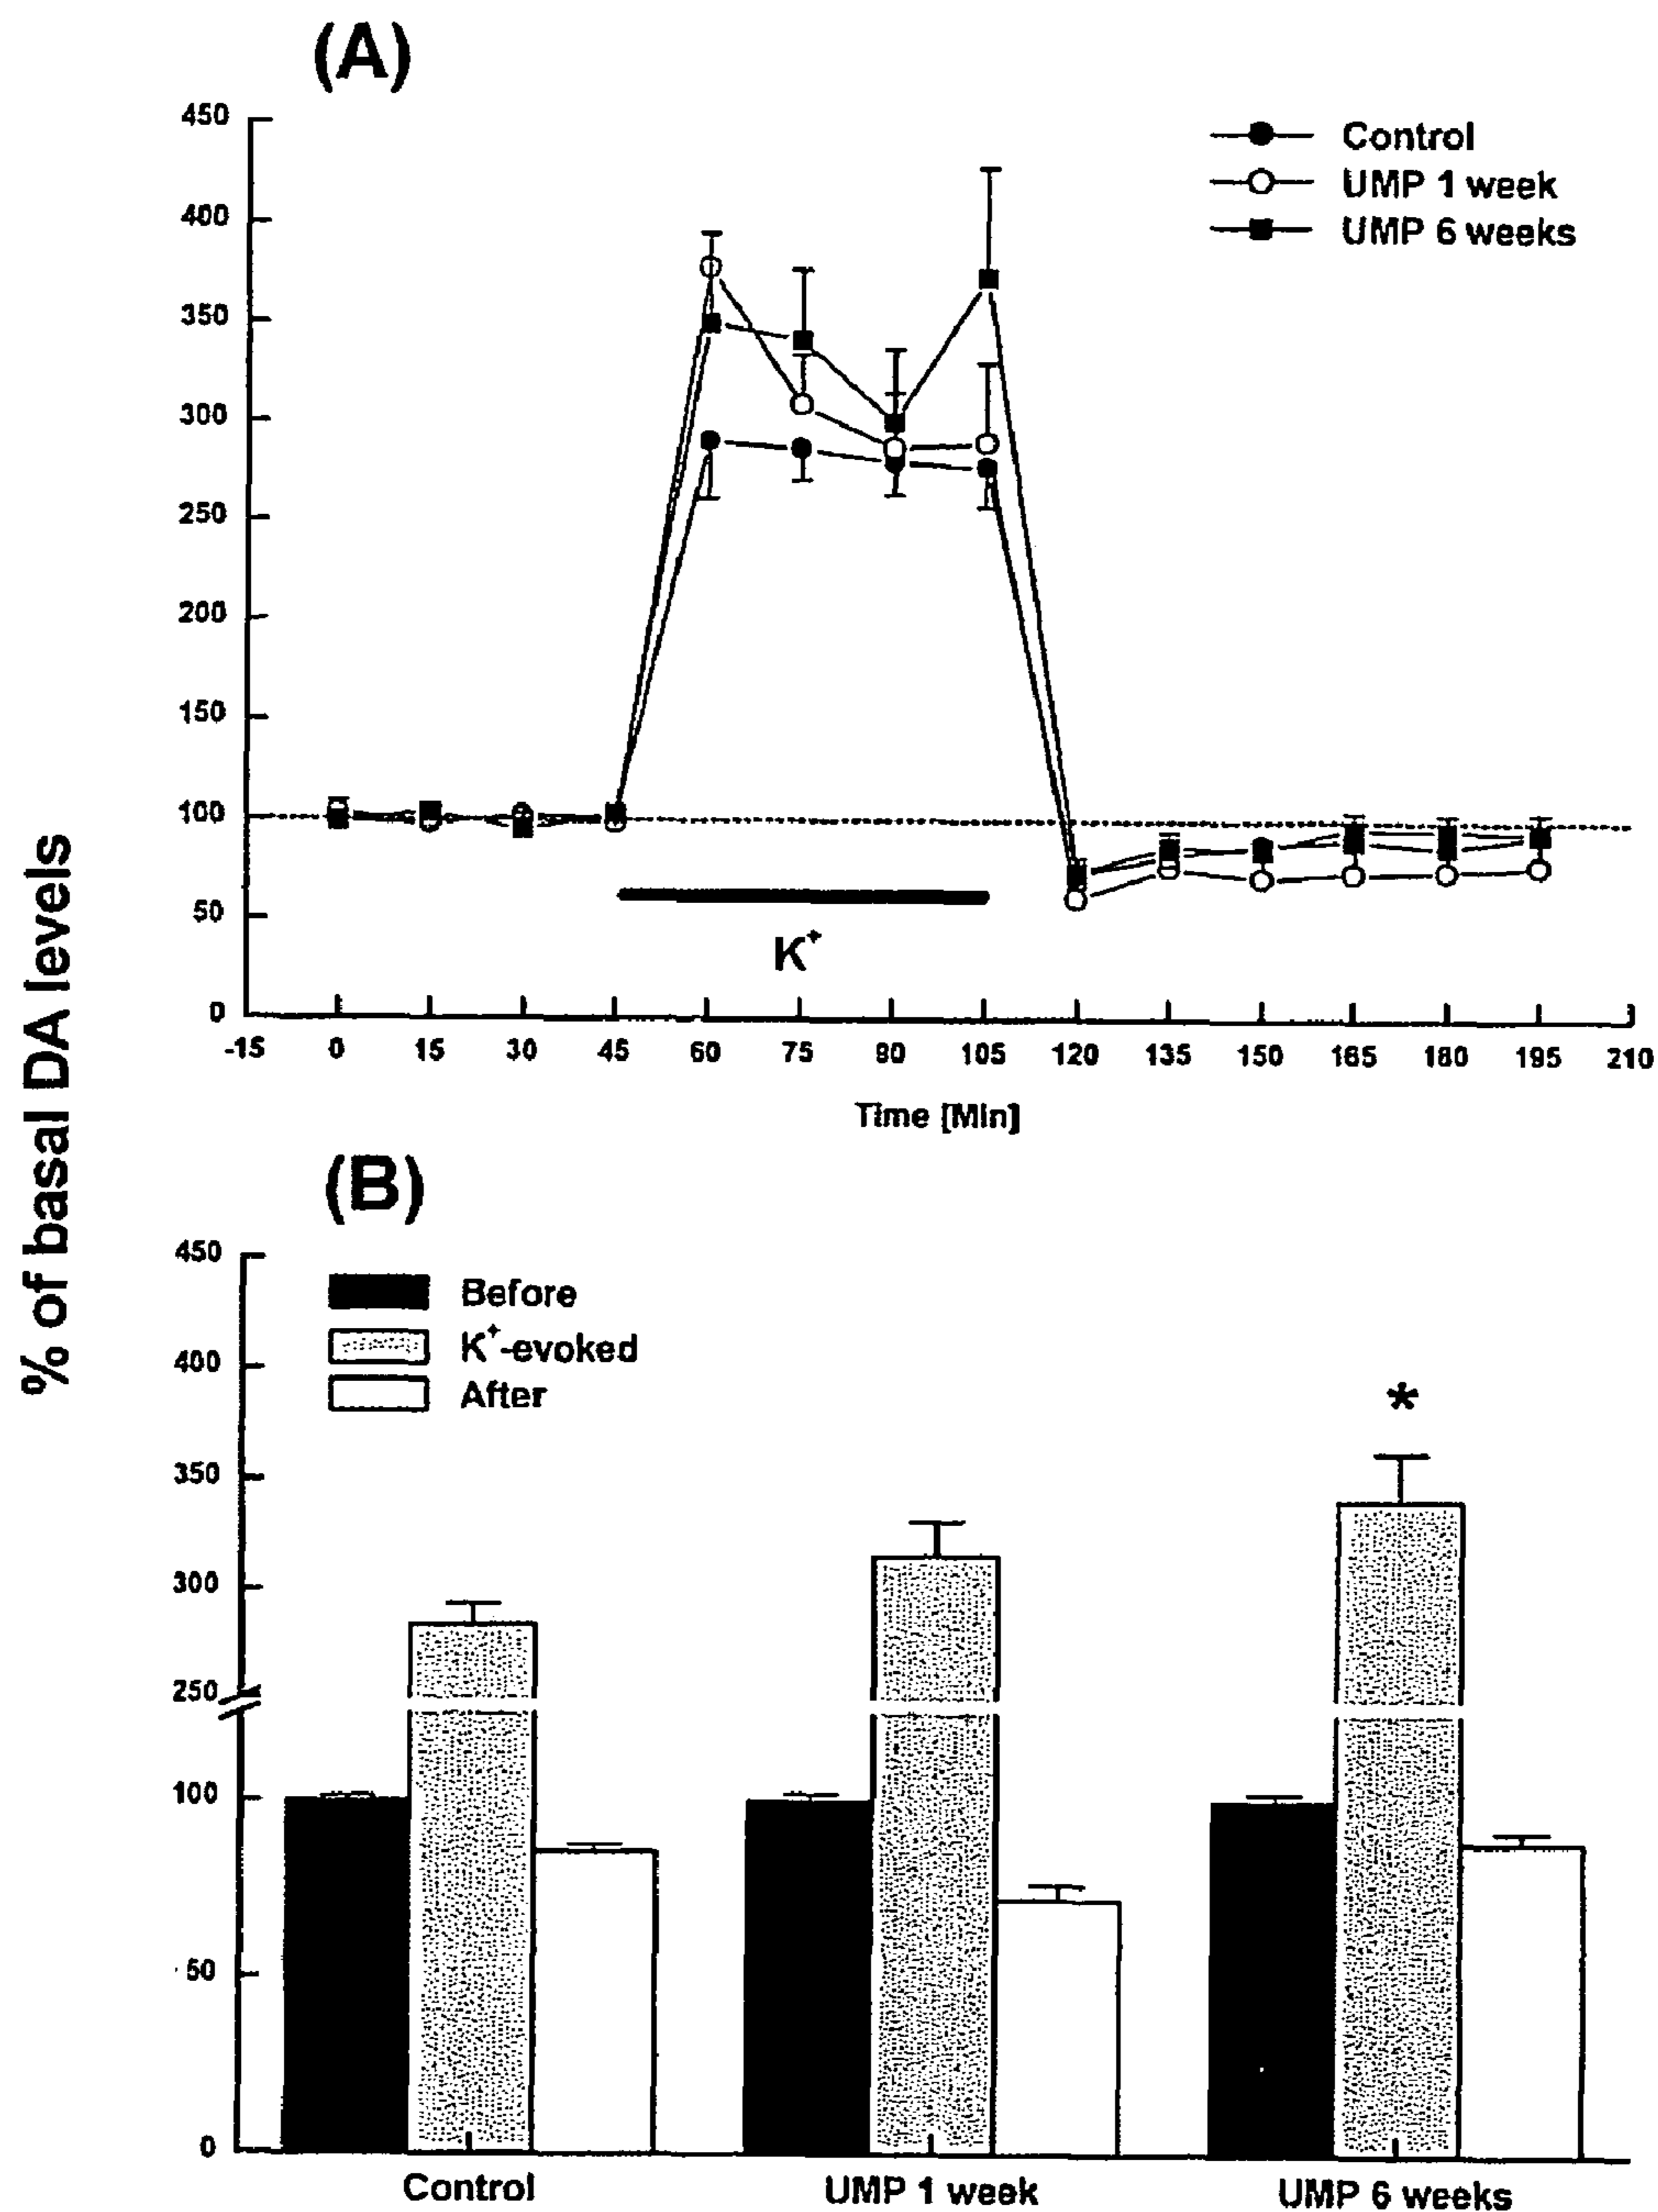 (A)
450
400
350
300
250
200
150
100
50
0
Control
UMP 1 week
UMP 6 weeks
K+
-15 0 15 30 45 60 75 90 105 120 135 150 165 180 195 210
Time [Min]
% of basal DA levels
(B)
450
400
350
300
250
100
50
0
Before
K+-evoked
After
*
Control UMP 1 week UMP 6 weeks